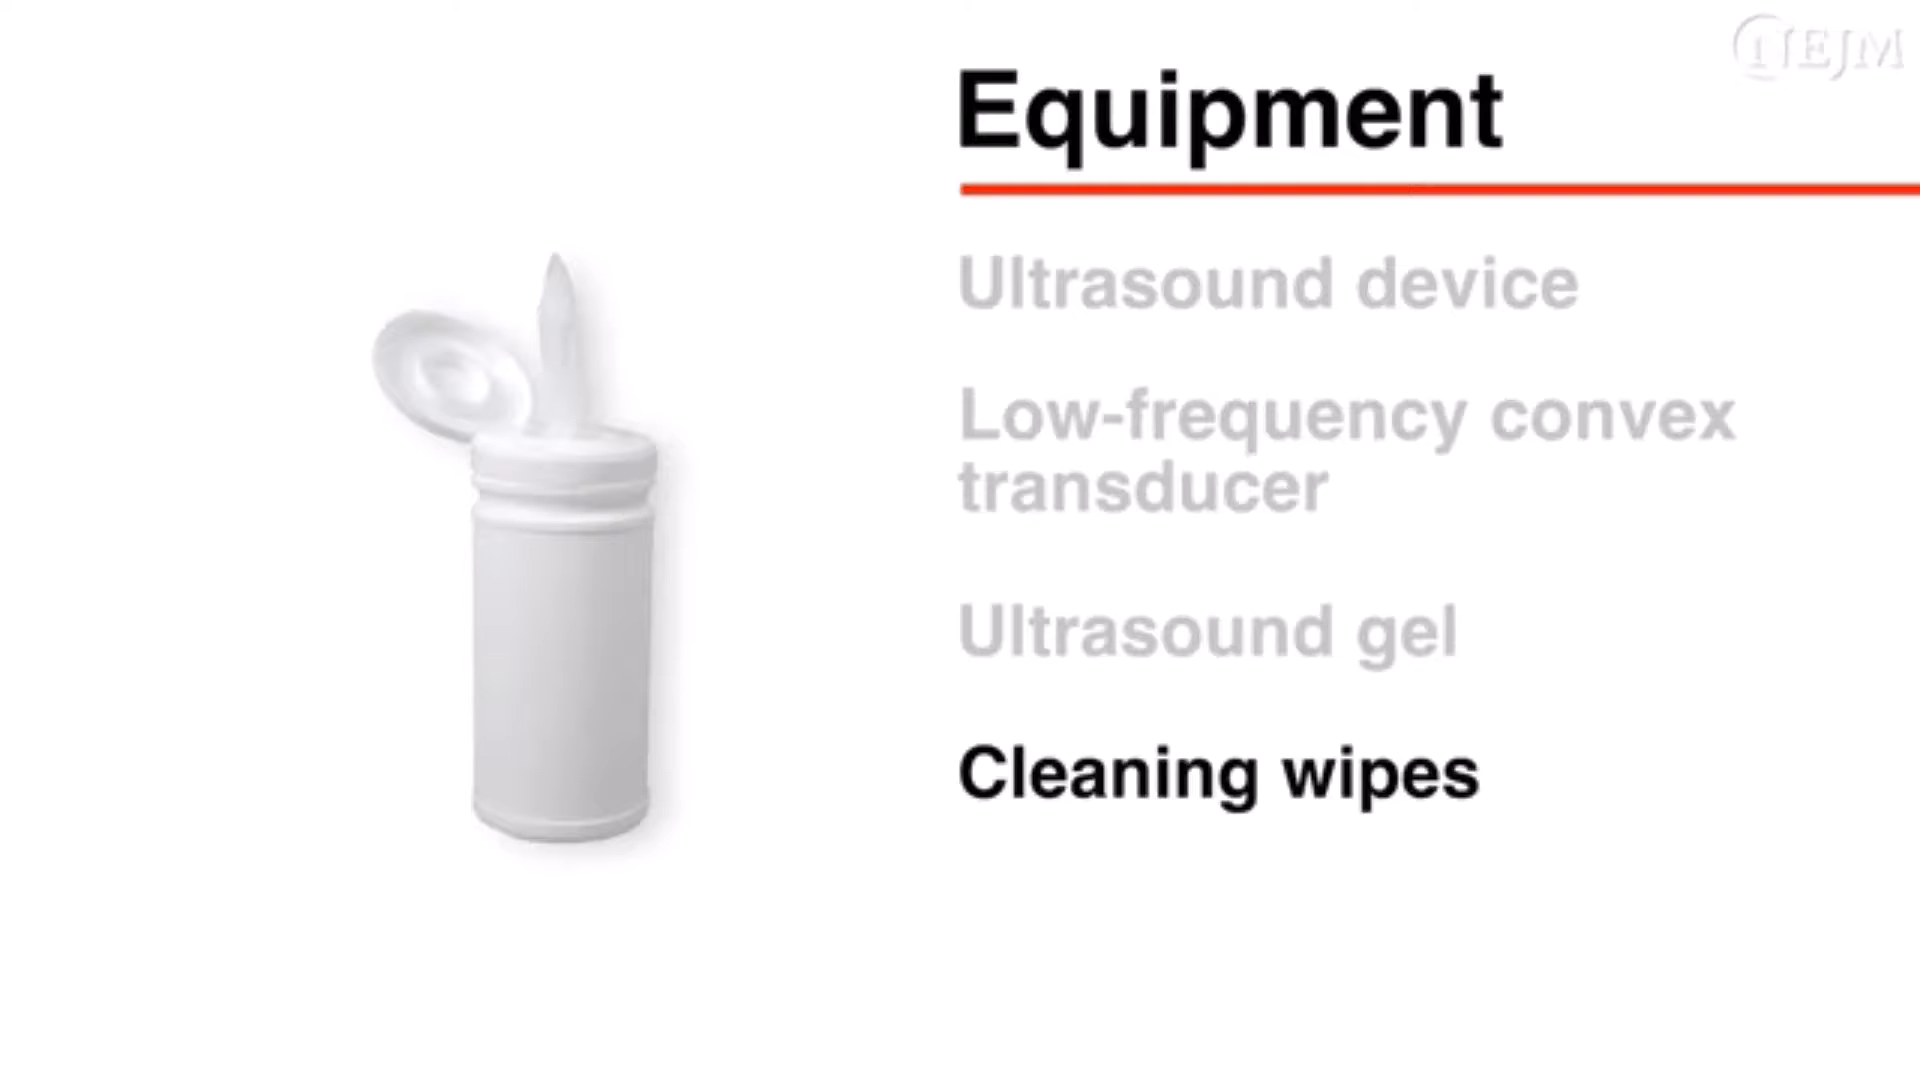 NEJM
Equipment
Ultrasound device
Low-frequency convex
transducer
Ultrasound gel
Cleaning wipes